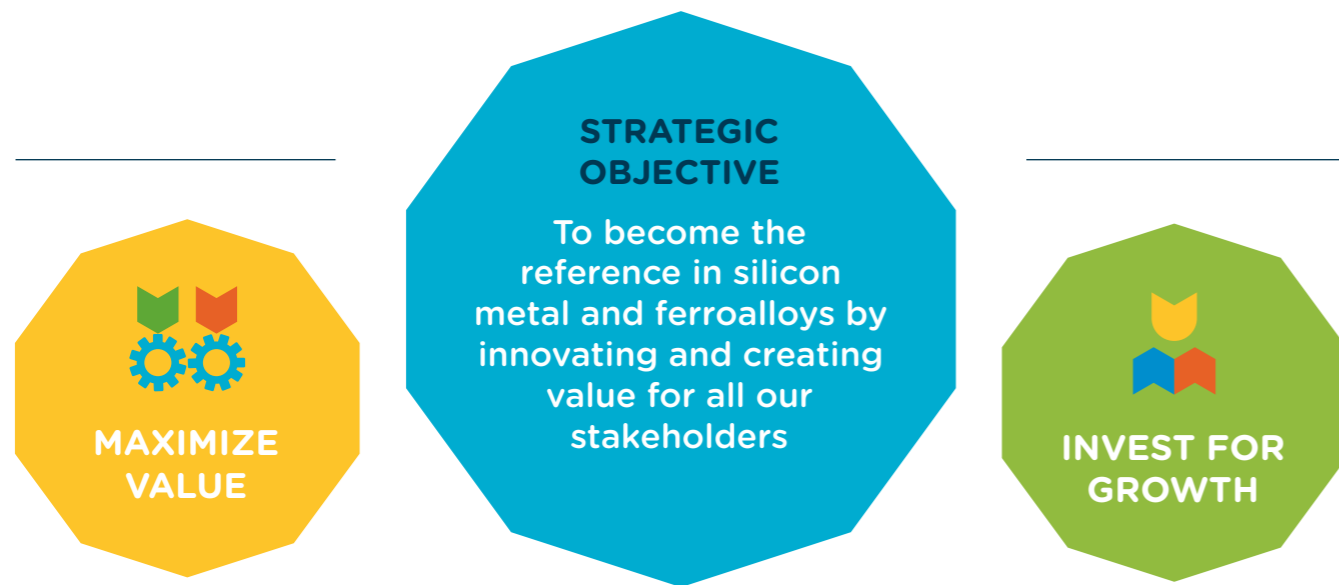 STRATEGIC
OBJECTIVE
To become the
reference in silicon
metal and ferroalloys by
innovating and creating
value for all our
stakeholders
MAXIMIZE
VALUE
INVEST FOR
GROWTH